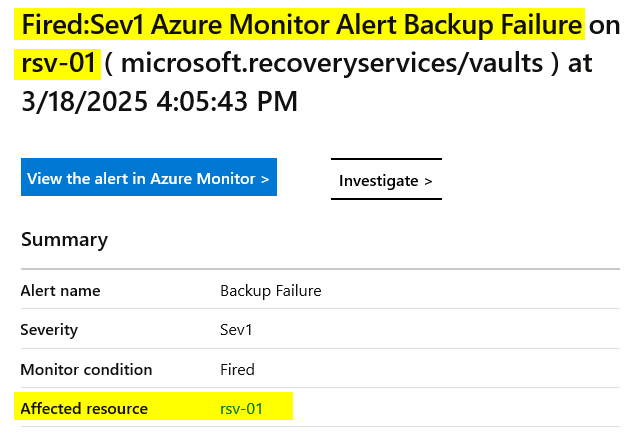 Fired:Sev1 Azure Monitor Alert Backup Failure on
rsv-01 ( microsoft.recoveryservices/vaults ) at
3/18/2025 4:05:43 PM
View the alert in Azure Monitor > Investigate >
Summary
Alert name Backup Failure
Severity Sev1
Monitor condition Fired
Affected resource rsv-01